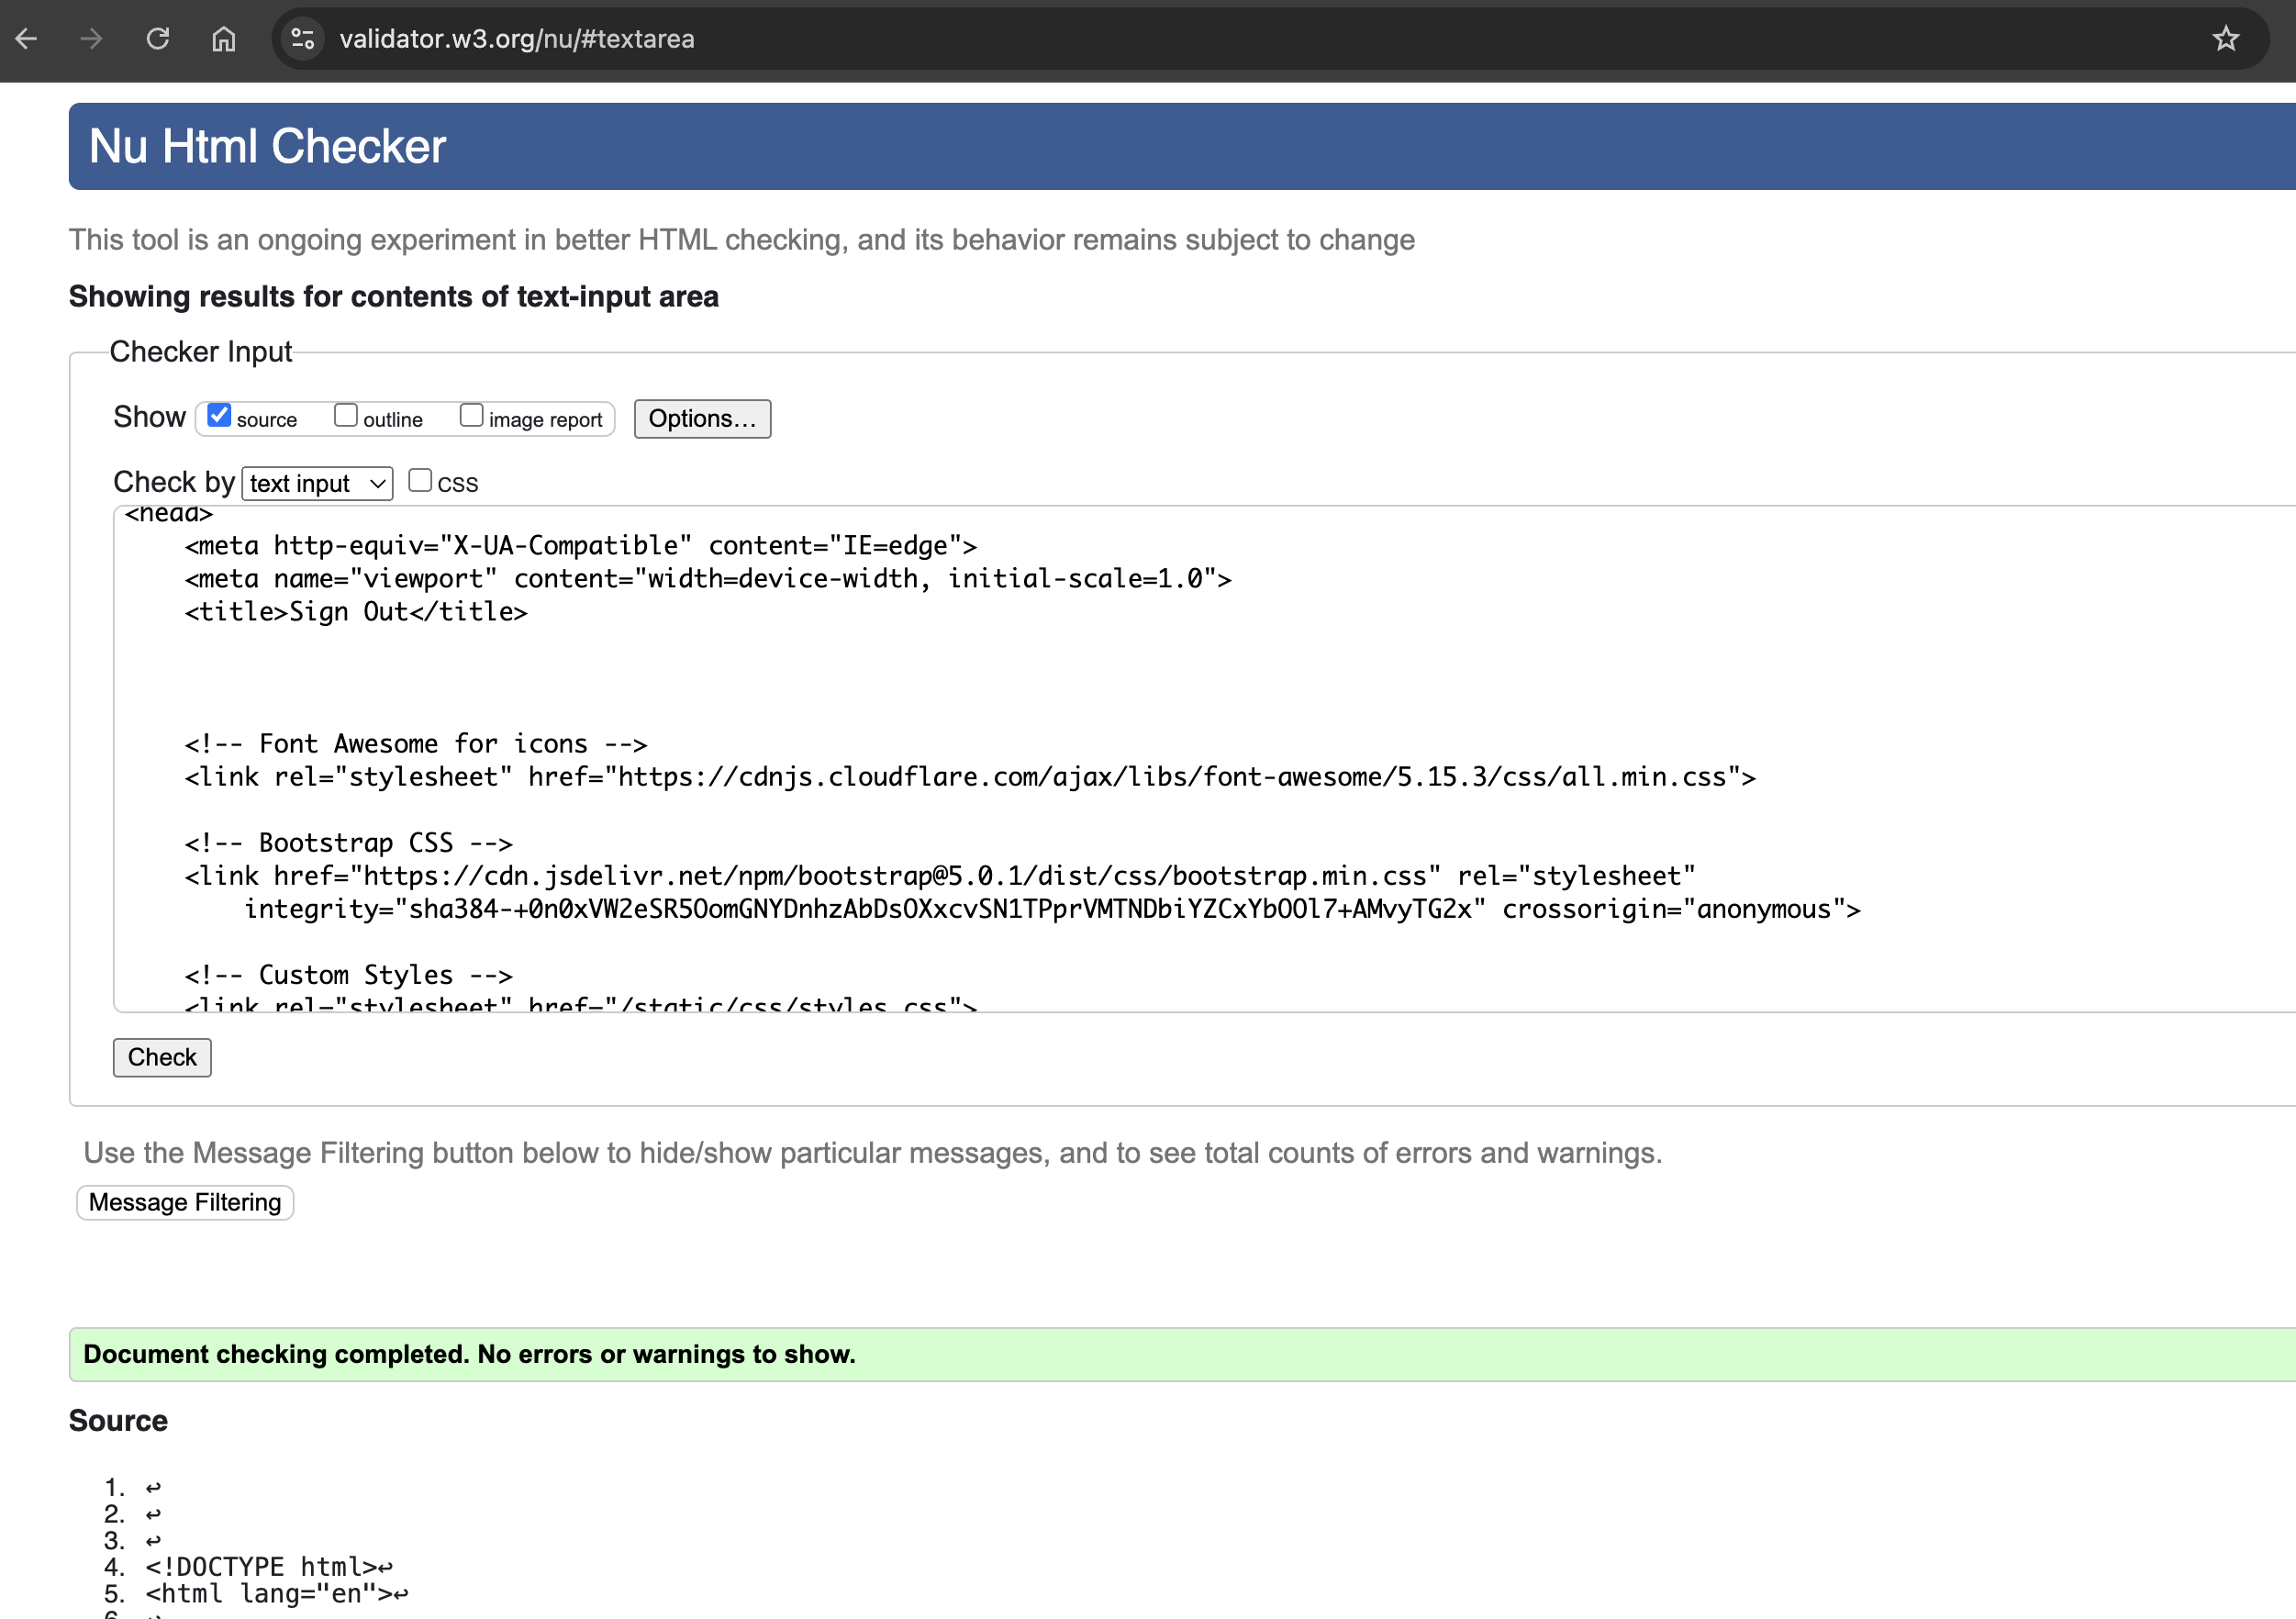 validator.w3.org/nu/#textarea
Nu Html Checker
This tool is an ongoing experiment in better HTML checking, and its behavior remains subject to change
Showing results for contents of text-input area
Checker Input
Show source outline image report Options...
Check by text input CSS
<head>
<meta http-equiv="X-UA-Compatible" content="IE=edge">
<meta name="viewport" content="width=device-width, initial-scale=1.0">
<title>Sign Out</title>
<!-- Font Awesome for icons -->
<link rel="stylesheet" href="https://cdnjs.cloudflare.com/ajax/libs/font-awesome/5.15.3/css/all.min.css">
<!-- Bootstrap CSS -->
<link href="https://cdn.jsdelivr.net/npm/bootstrap@5.0.1/dist/css/bootstrap.min.css" rel="stylesheet"
integrity="sha384-+0n0xVW2eSR5OomGNYDnhzAbDsOXxcvSN1TPprVMTNDbiYZCxYbOOl7+AMvyTG2x" crossorigin="anonymous">
<!-- Custom Styles -->
<link rel="stylesheet" href="/static/css/styles.css">
Check
Use the Message Filtering button below to hide/show particular messages, and to see total counts of errors and warnings.
Message Filtering
Document checking completed. No errors or warnings to show.
Source
1. ↩
2. ↩
3. ↩
4. <!DOCTYPE html>↩
5. <html lang="en">↩